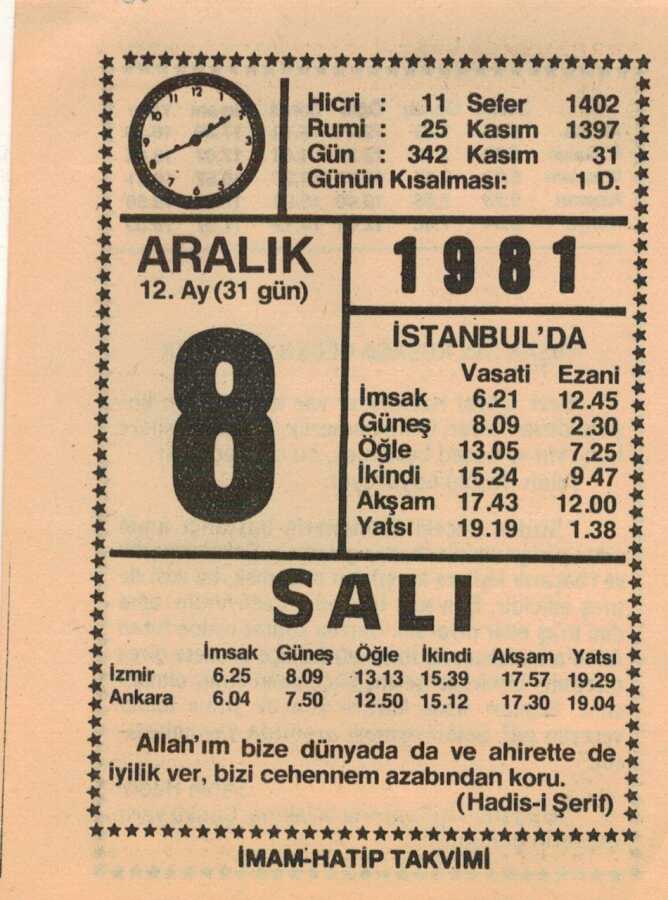 Hicri : 11 Sefer 1402
Rumi : 25 Kasım 1397
Gün : 342 Kasım 31
Günün Kısalması: 1 D.
ARALIK
12. Ay (31 gün)
8
1981
İSTANBUL'DA
Vasati Ezani
İmsak 6.21 12.45
Güneş 8.09 2.30
Öğle 13.05 7.25
İkindi 15.24 9.47
Akşam 17.43 12.00
Yatsı 19.19 1.38
SALI
İmsak Güneş Öğle İkindi Akşam Yatsı
İzmir 6.25 8.09 13.13 15.39 17.57 19.29
Ankara 6.04 7.50 12.50 15.12 17.30 19.04
Allah'ım bize dünyada da ve ahirette de
iyilik ver, bizi cehennem azabından koru.
(Hadis-i Şerif)
İMAM-HATİP TAKVİMİ